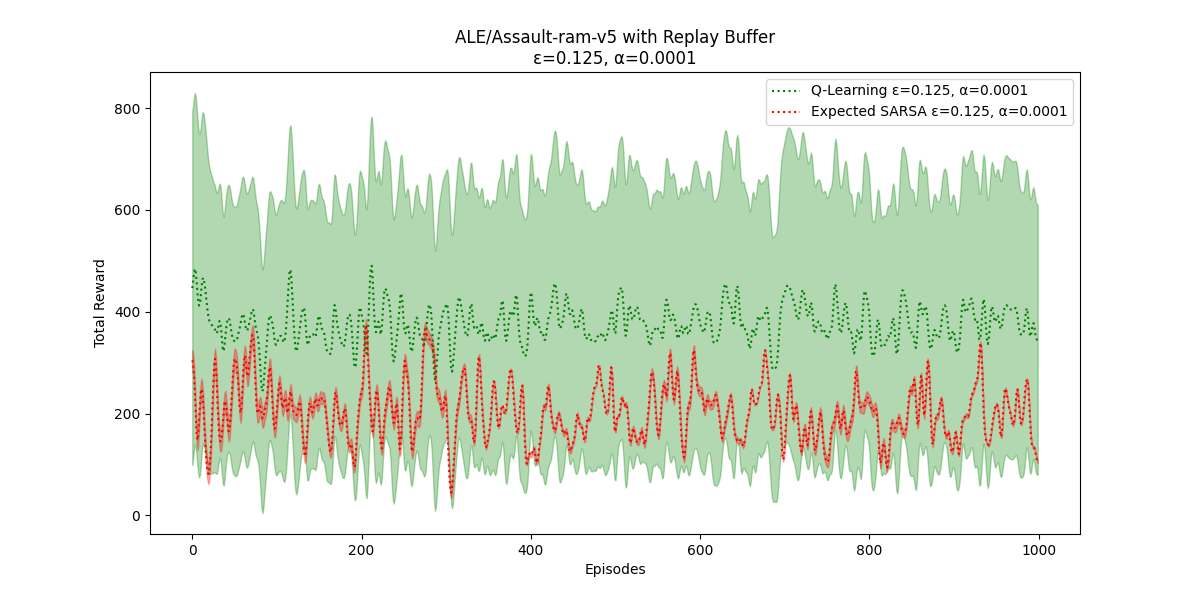 ALE/Assault-ram-v5 with Replay Buffer
ε=0.125, α=0.0001
Q-Learning ε=0.125, α=0.0001
Expected SARSA ε=0.125, α=0.0001
Total Reward
800
600
400
200
0
0 200 400 600 800 1000
Episodes